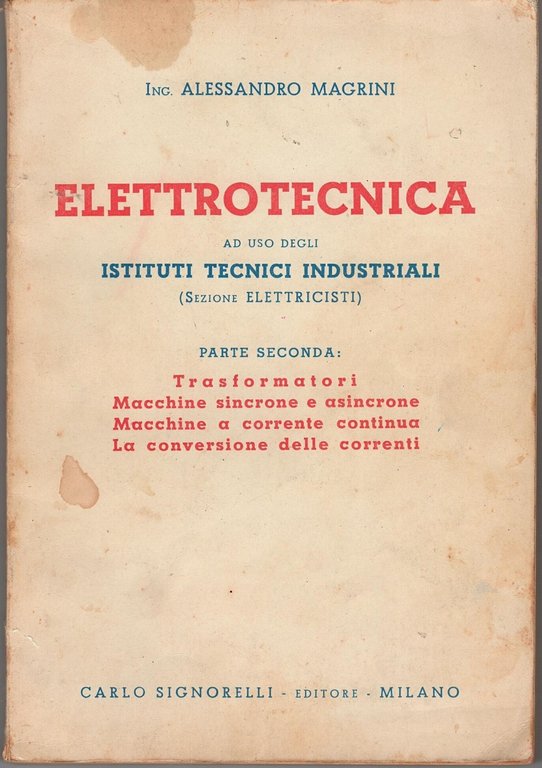 Ing. ALESSANDRO MAGRINI
ELETTROTECNICA
AD USO DEGLI
ISTITUTI TECNICI INDUSTRIALI
(Sezione ELETTRICISTI)
PARTE SECONDA:
Trasformatori
Macchine sincrone e asincrone
Macchine a corrente continua
La conversione delle correnti
CARLO SIGNORELLI - EDITORE - MILANO